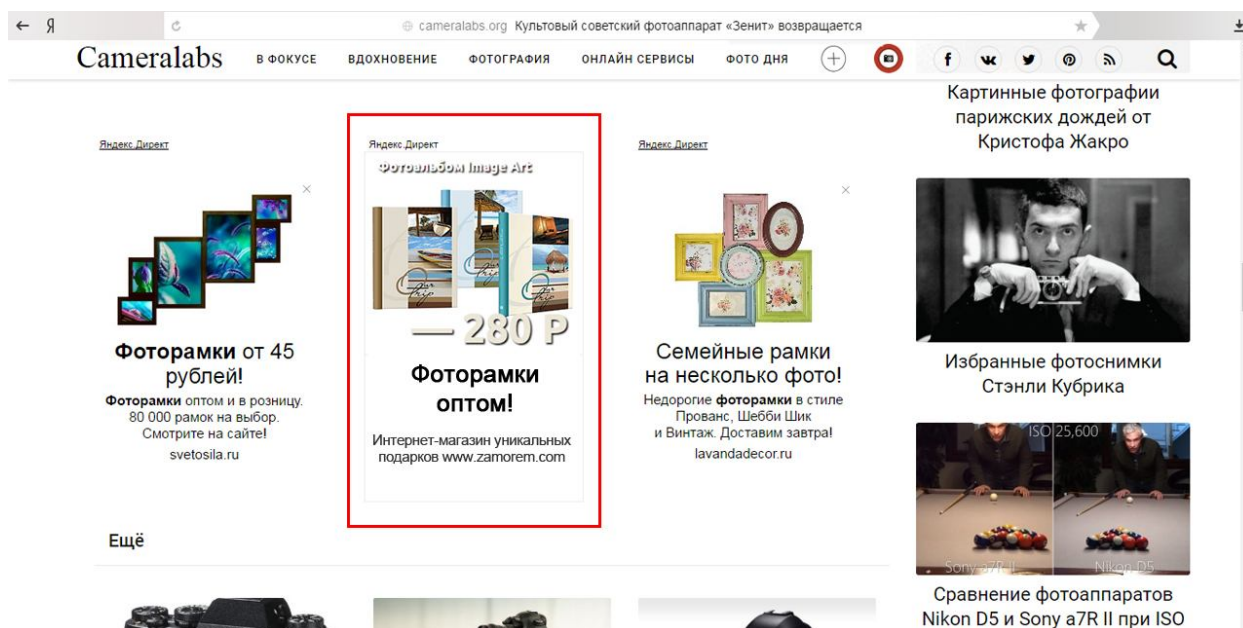 Я
cameralabs.org Культовый советский фотоаппарат «Зенит» возвращается
Cameralabs
В ФОКУСЕ
ВДОХНОВЕНИЕ
ФОТОГРАФИЯ
ОНЛАЙН СЕРВИСЫ
ФОТО ДНЯ
Яндекс.Директ
Фоторамки от 45
рублей!
Фоторамки оптом и в розницу.
80 000 рамок на выбор.
Смотрите на сайте!
svetosila.ru
Яндекс.Директ
Фотоальбом Image Art
Our
Trip
— 280 Р
Фоторамки
оптом!
Интернет-магазин уникальных
подарков www.zamorem.com
Яндекс.Директ
Семейные рамки
на несколько фото!
Недорогие фоторамки в стиле
Прованс, Шебби Шик
и Винтаж. Доставим завтра!
lavandadecor.ru
Ещё
Картинные фотографии
парижских дождей от
Кристофа Жакро
Избранные фотоснимки
Стэнли Кубрика
ISO 25,600
Sony a7R II
Nikon D5
Сравнение фотоаппаратов
Nikon D5 и Sony a7R II при ISO